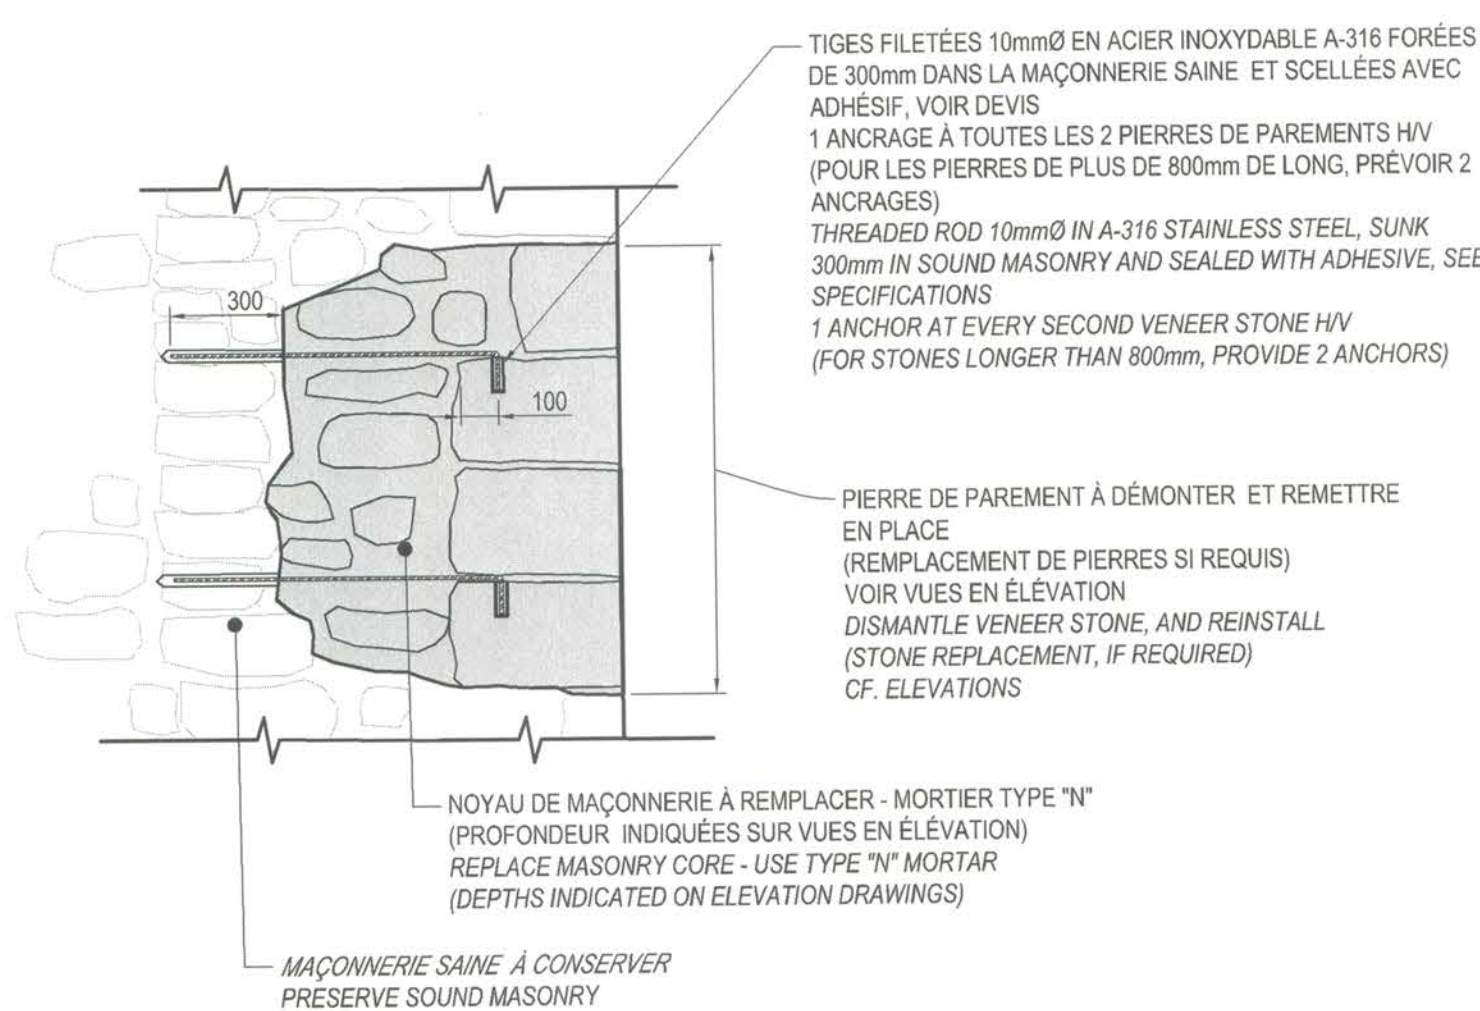 TIGES FILETÉES 10mmØ EN ACIER INOXYDABLE A-316 FORÉES
DE 300mm DANS LA MAÇONNERIE SAINE ET SCELLÉES AVEC
ADHÉSIF, VOIR DEVIS
1 ANCRAGE À TOUTES LES 2 PIERRES DE PAREMENTS H/V
(POUR LES PIERRES DE PLUS DE 800mm DE LONG, PRÉVOIR 2
ANCRAGES)
THREADED ROD 10mmØ IN A-316 STAINLESS STEEL, SUNK
300mm IN SOUND MASONRY AND SEALED WITH ADHESIVE, SEE
SPECIFICATIONS
1 ANCHOR AT EVERY SECOND VENEER STONE H/V
(FOR STONES LONGER THAN 800mm, PROVIDE 2 ANCHORS)
300
100
PIERRE DE PAREMENT À DÉMONTER ET REMETTRE
EN PLACE
(REMPLACEMENT DE PIERRES SI REQUIS)
VOIR VUES EN ÉLÉVATION
DISMANTLE VENEER STONE, AND REINSTALL
(STONE REPLACEMENT, IF REQUIRED)
CF. ELEVATIONS
NOYAU DE MAÇONNERIE À REMPLACER - MORTIER TYPE "N"
(PROFONDEUR INDIQUÉES SUR VUES EN ÉLÉVATION)
REPLACE MASONRY CORE - USE TYPE "N" MORTAR
(DEPTHS INDICATED ON ELEVATION DRAWINGS)
MAÇONNERIE SAINE À CONSERVER
PRESERVE SOUND MASONRY